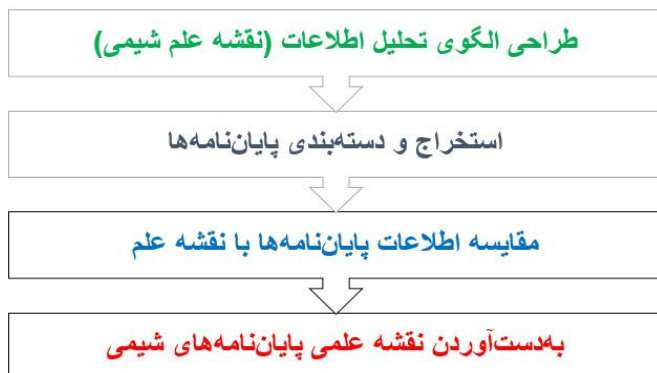 طراحی الگوی تحلیل اطلاعات (نقشه علم شیمی)
استخراج و دسته‌بندی پایان‌نامه‌ها
مقایسه اطلاعات پایان‌نامه‌ها با نقشه علم
به‌دست‌آوردن نقشه علمی پایان‌نامه‌های شیمی